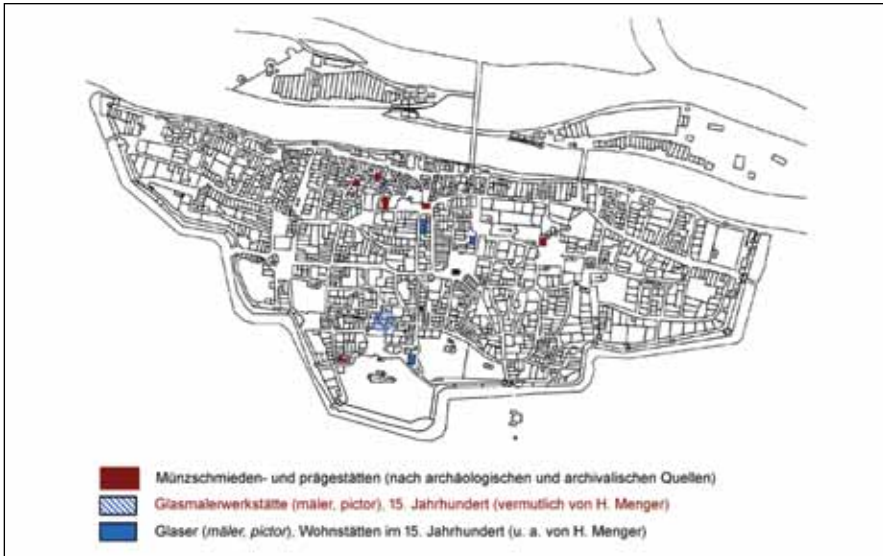 Münzschmieden- und prägestätten (nach archäologischen und archivalischen Quellen)
Glasmalerwerkstätte (mäler, pictor), 15. Jahrhundert (vermutlich von H. Menger)
Glaser (mäler, pictor), Wohnstätten im 15. Jahrhundert (u. a. von H. Menger)